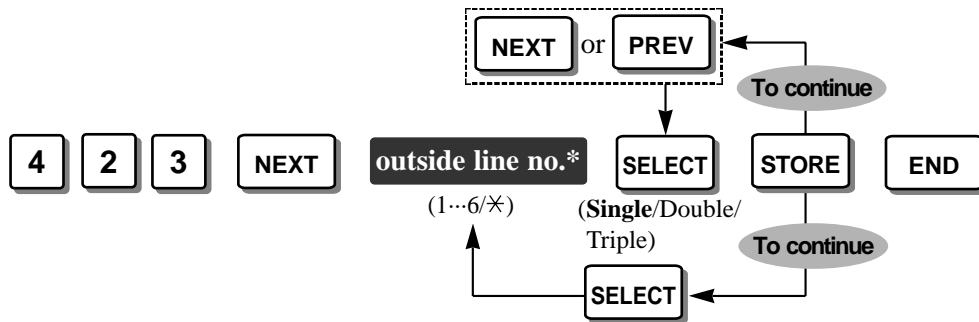 NEXT or PREV
To continue
4 2 3 NEXT outside line no.* SELECT STORE END
(1···6/✳) (Single/Double/
Triple)
To continue
SELECT